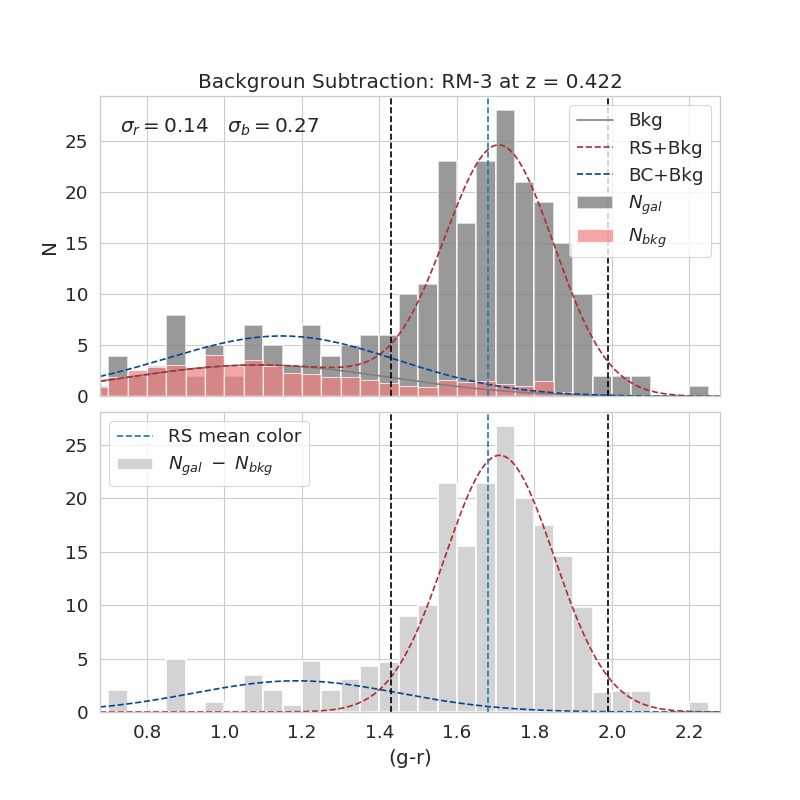 Backgroun Subtraction: RM-3 at z = 0.422
σr = 0.14 σb = 0.27
Bkg
RS+Bkg
BC+Bkg
Ngal
Nbkg
N
25
20
15
10
5
0
RS mean color
Ngal − Nbkg
25
20
15
10
5
0
0.8 1.0 1.2 1.4 1.6 1.8 2.0 2.2
(g-r)